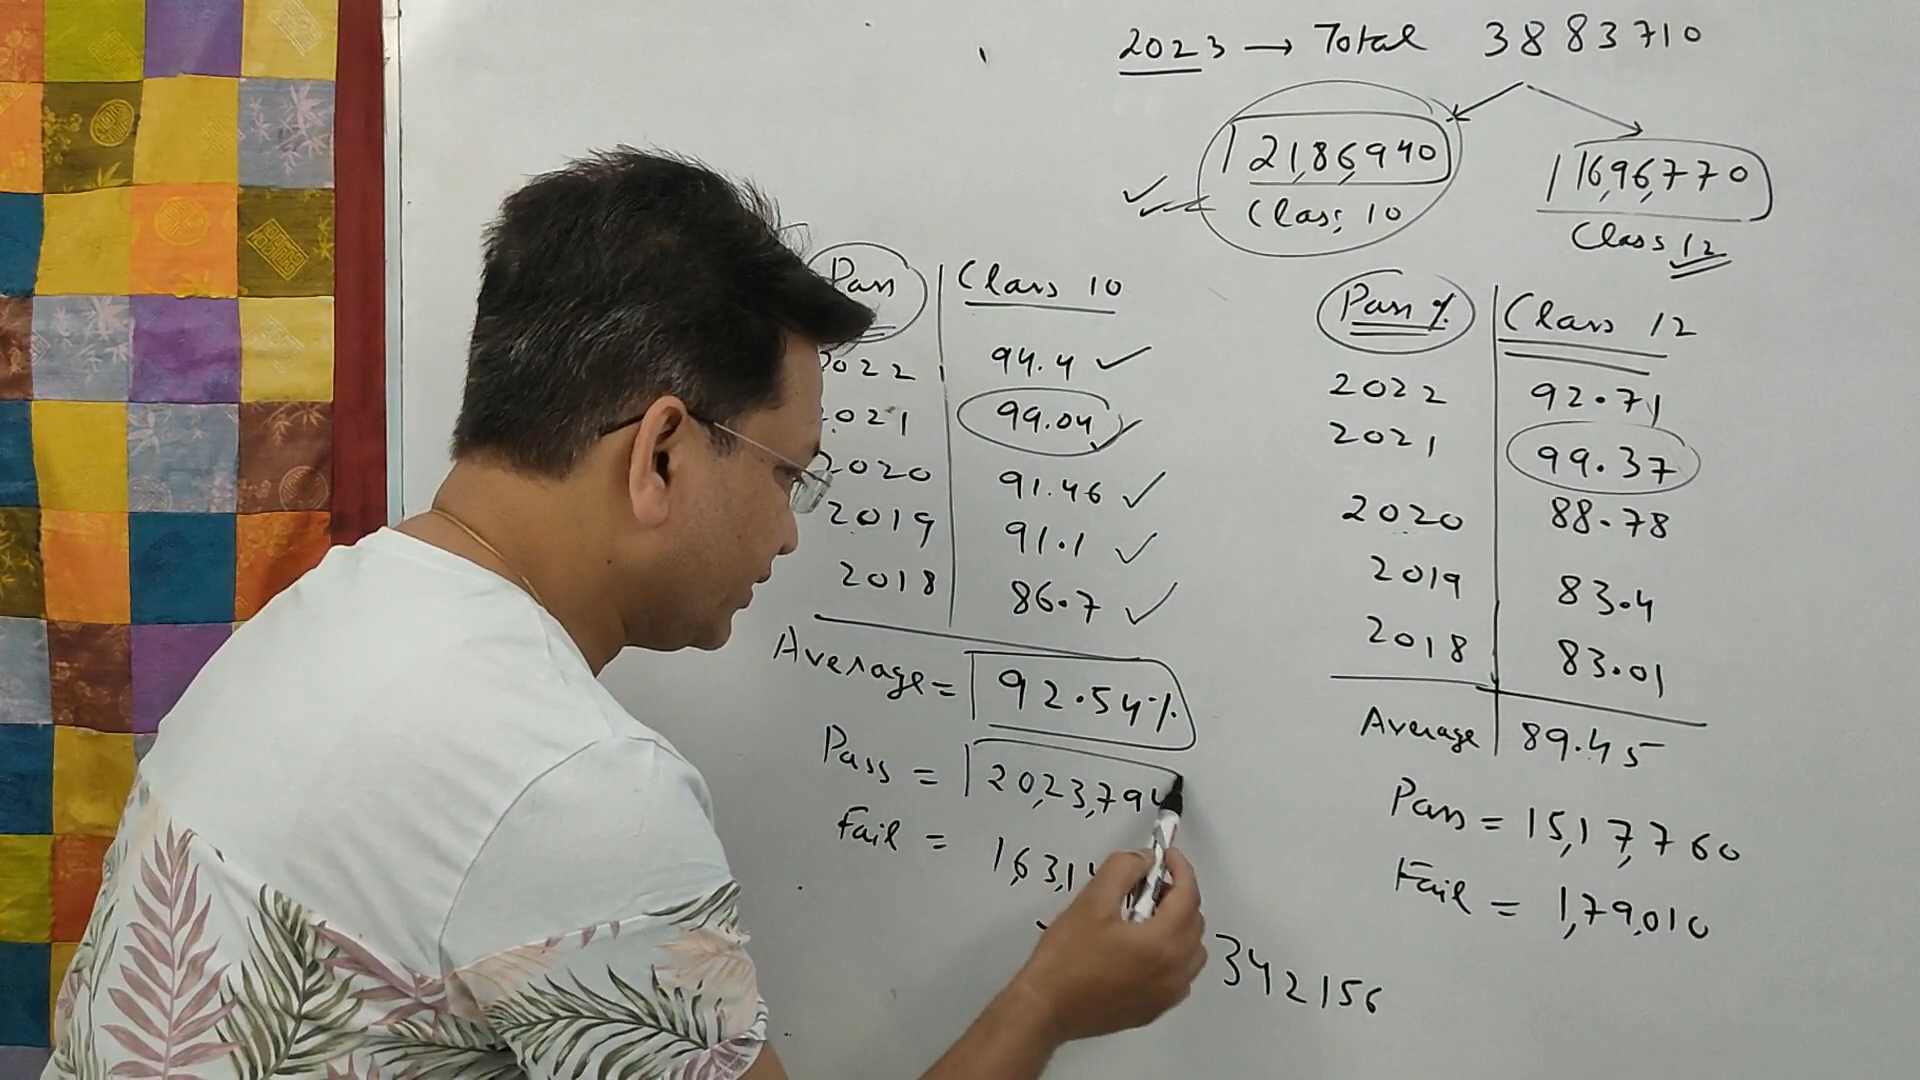 2023 → Total 3883710
21,86,940
Class 10
16,96,770
Class 12
Pass
Class 10
2022 94.4 ✓
2021 99.04 ✓
2020 91.46 ✓
2019 91.1 ✓
2018 86.7 ✓
Average = 92.54%
Pass = 20,23,794
Fail =
Pass %
Class 12
2022 92.71
2021 99.37
2020 88.78
2019 83.4
2018 83.01
Average 89.45
Pass = 15,17,760
Fail = 1,79,010
342156